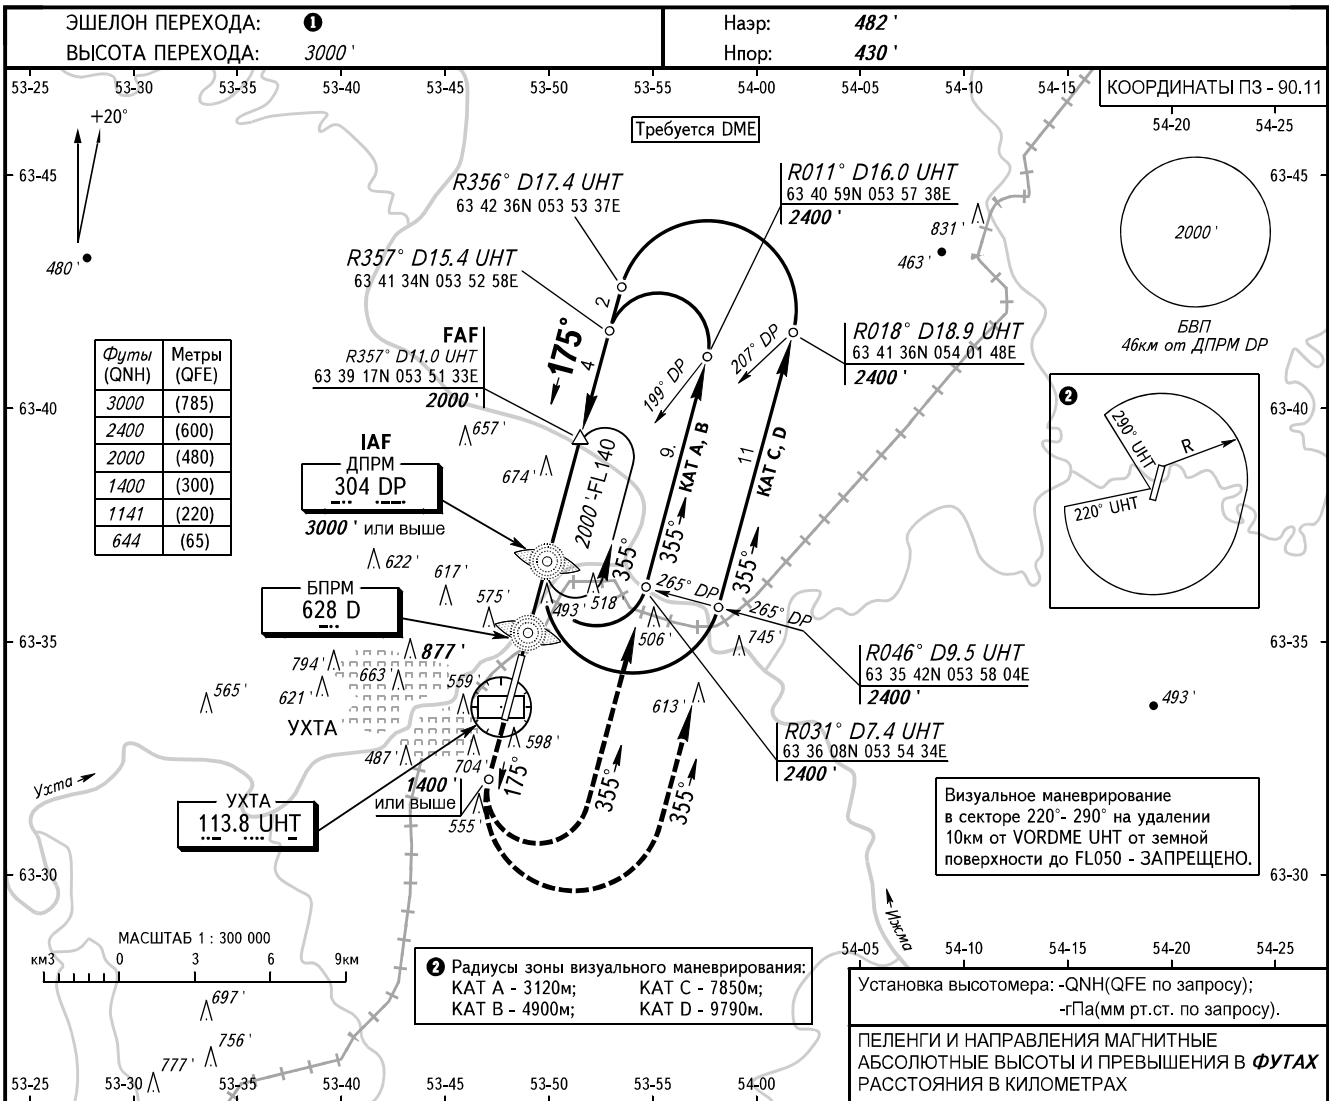 ЭШЕЛОН ПЕРЕХОДА: ❶
ВЫСОТА ПЕРЕХОДА: 3000 '
Наэр: 482 '
Нпор: 430 '
53-25 53-30 53-35 53-40 53-45 53-50 53-55 54-00 54-05 54-10 54-15
КООРДИНАТЫ ПЗ - 90.11
54-20 54-25
+20°
Требуется DME
63-45
63-45
R356° D17.4 UHT
63 42 36N 053 53 37E
R011° D16.0 UHT
63 40 59N 053 57 38E
2400 '
831'
463'
480 '
2000 '
R357° D15.4 UHT
63 41 34N 053 52 58E
БВП
46км от ДПРМ DP
2
175°
4
FAF
R357° D11.0 UHT
63 39 17N 053 51 33E
2000 '
R018° D18.9 UHT
63 41 36N 054 01 48E
2400 '
207° DP
199° DP
Футы (QNH) Метры (QFE)
3000 (785)
2400 (600)
2000 (480)
1400 (300)
1141 (220)
644 (65)
❷
290° UHT
R
220° UHT
63-40
63-40
657 '
674 '
IAF
ДПРМ
304 DP
3000 ' или выше
2000'-FL140
355°
9.
КАТ A, B
355°
11
КАТ C, D
355°
622 '
617 '
575 '
БПРМ
628 D
493 '
518 '
265° DP
265° DP
506 '
745 '
63-35
63-35
877 '
794 '
663 '
621 '
565 '
559 '
УХТА
R046° D9.5 UHT
63 35 42N 053 58 04E
2400 '
493 '
613 '
R031° D7.4 UHT
63 36 08N 053 54 34E
2400 '
487 '
704 '
598 '
175°
1400 '
или выше
555 '
355°
355°
Ухта
УХТА
113.8 UHT
Визуальное маневрирование
в секторе 220°- 290° на удалении
10км от VORDME UHT от земной
поверхности до FL050 - ЗАПРЕЩЕНО.
63-30
63-30
Ижма
МАСШТАБ 1 : 300 000
км3 0 3 6 9км
54-05 54-10 54-15 54-20 54-25
❷ Радиусы зоны визуального маневрирования:
КАТ A - 3120м; КАТ C - 7850м;
КАТ B - 4900м; КАТ D - 9790м.
697 '
756 '
777 '
Установка высотомера: -QNH(QFE по запросу);
-гПа(мм рт.ст. по запросу).
ПЕЛЕНГИ И НАПРАВЛЕНИЯ МАГНИТНЫЕ
АБСОЛЮТНЫЕ ВЫСОТЫ И ПРЕВЫШЕНИЯ В ФУТАХ
РАССТОЯНИЯ В КИЛОМЕТРАХ
53-25 53-30 53-35 53-40 53-45 53-50 53-55 54-00